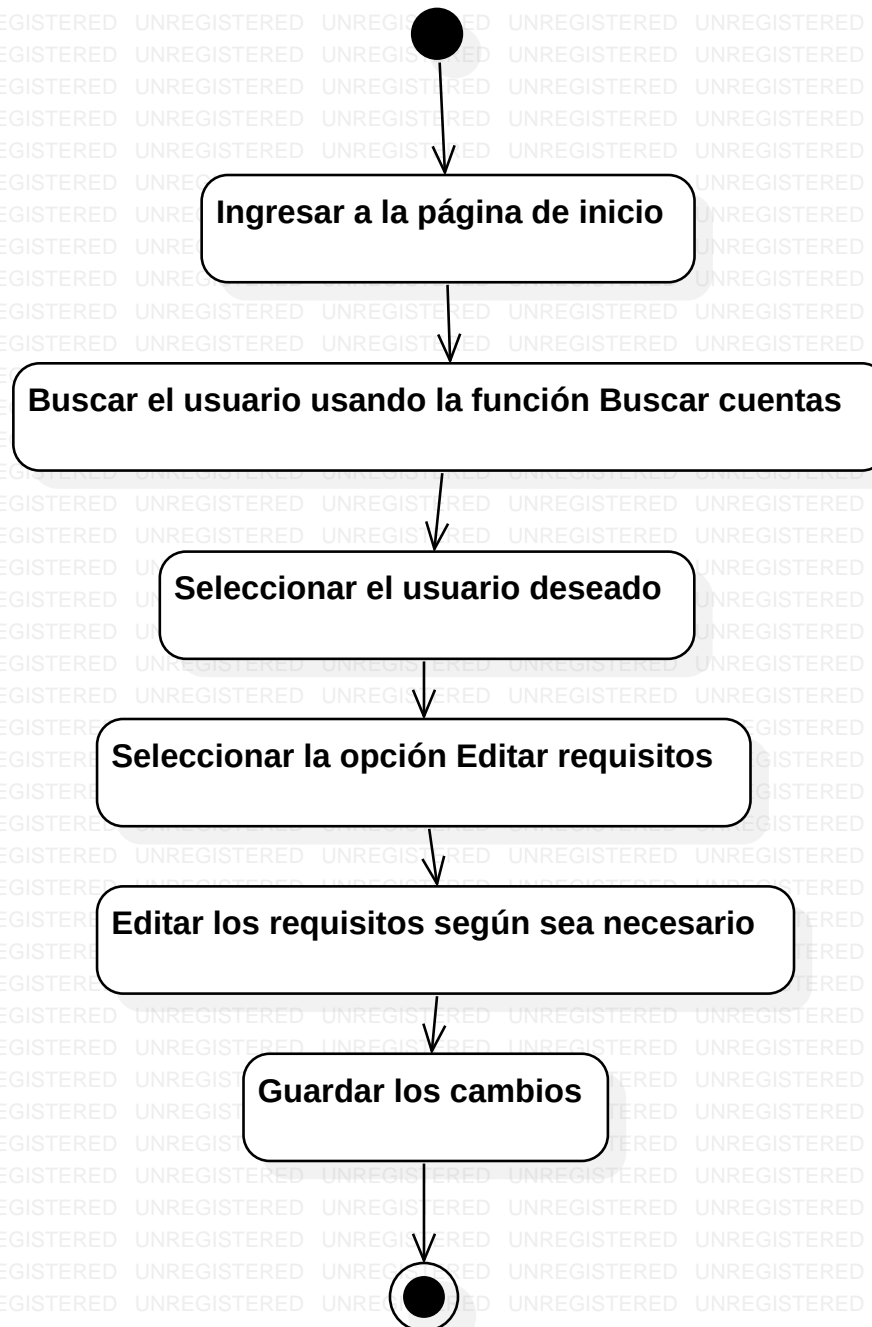 Ingresar a la página de inicio
Buscar el usuario usando la función Buscar cuentas
Seleccionar el usuario deseado
Seleccionar la opción Editar requisitos
Editar los requisitos según sea necesario
Guardar los cambios
UNREGISTERED